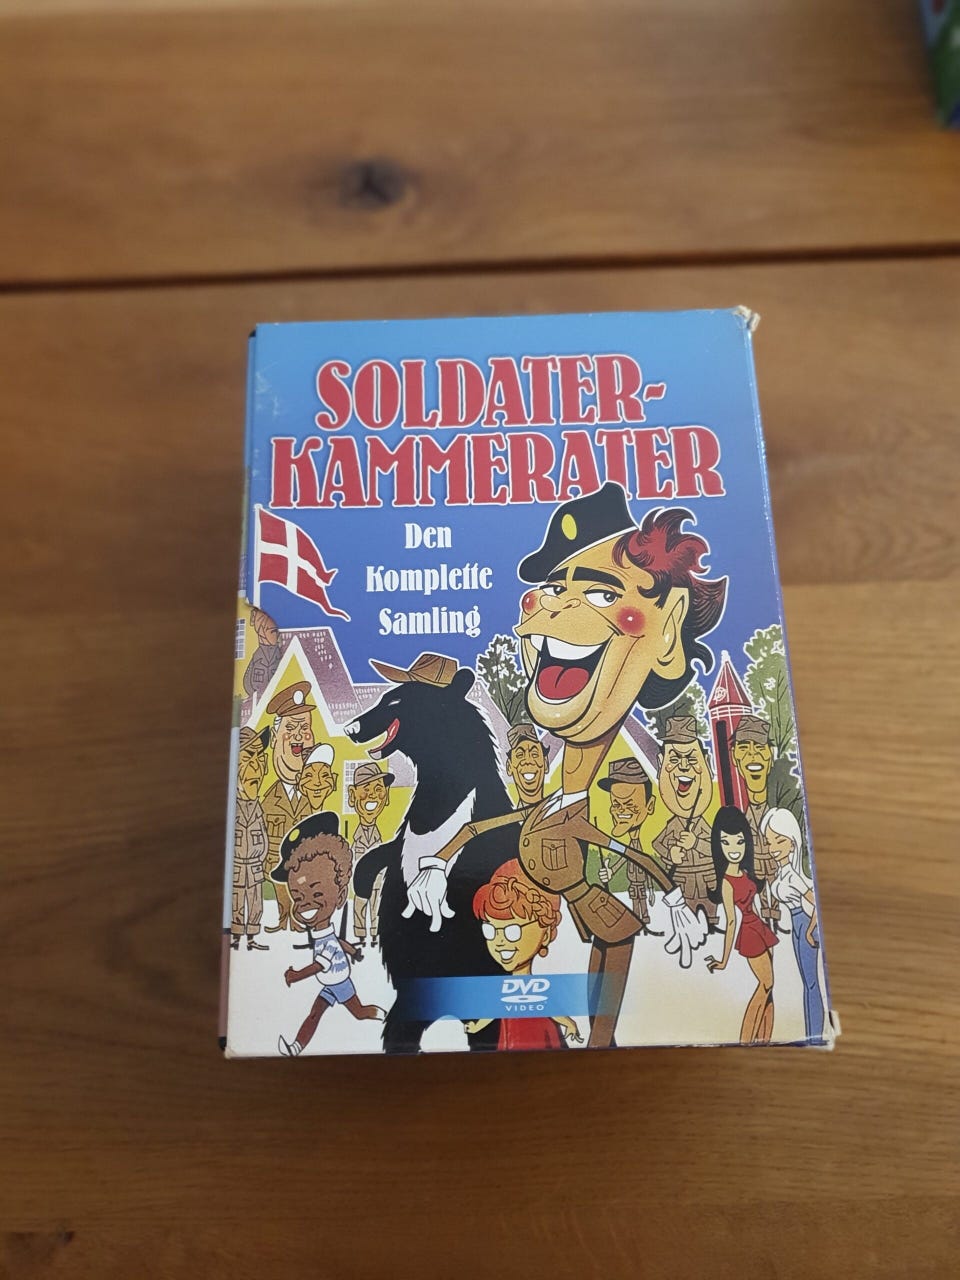 SOLDATER-
KAMMERATER
Den
Komplette
Samling
DVD
VIDEO